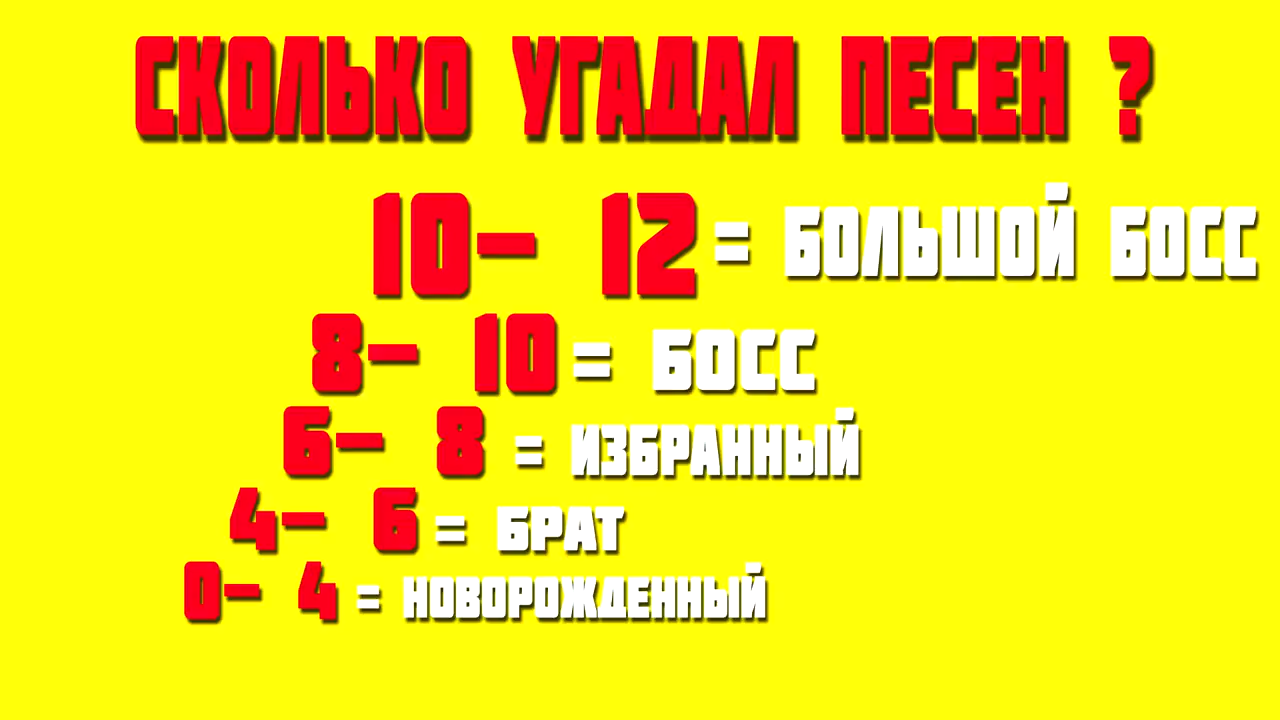 СКОЛЬКО УГАДАЛ ПЕСЕН ?
10- 12 = БОЛЬШОЙ БОСС
8- 10 = БОСС
6- 8 = ИЗБРАННЫЙ
4- 6 = БРАТ
0- 4 = НОВОРОЖДЕННЫЙ